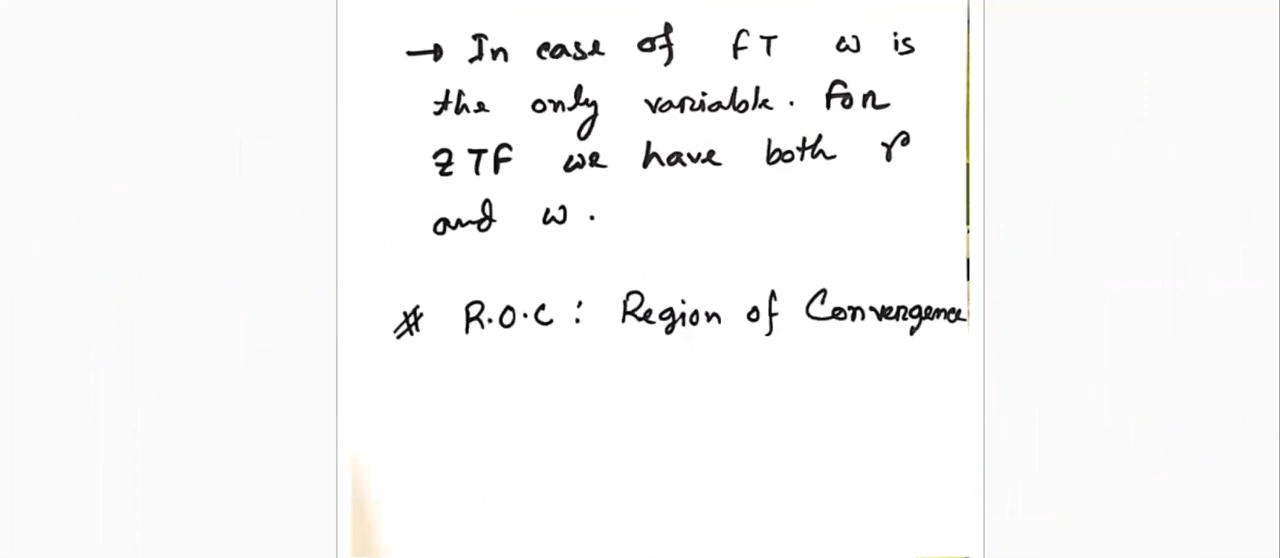 → In case of FT ω is
the only variable. For
ZTF we have both r
and ω.
# R.O.C : Region of Convergence